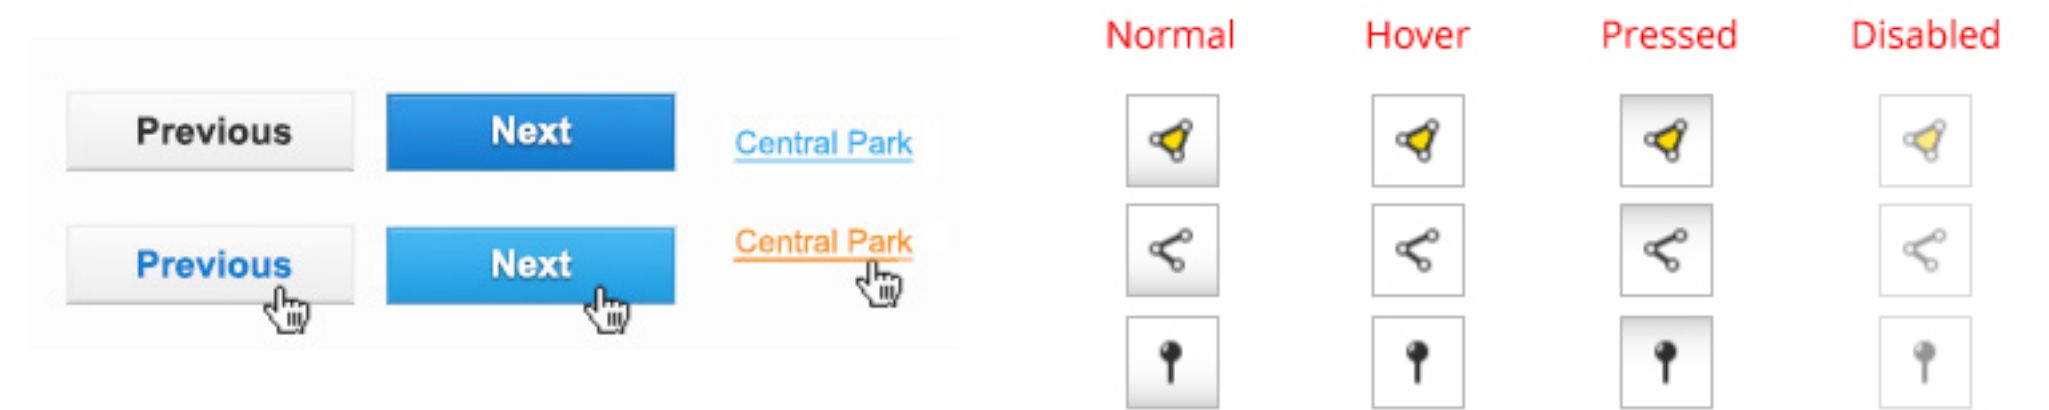 Normal Hover Pressed Disabled
Previous Next Central Park
Previous Next Central Park